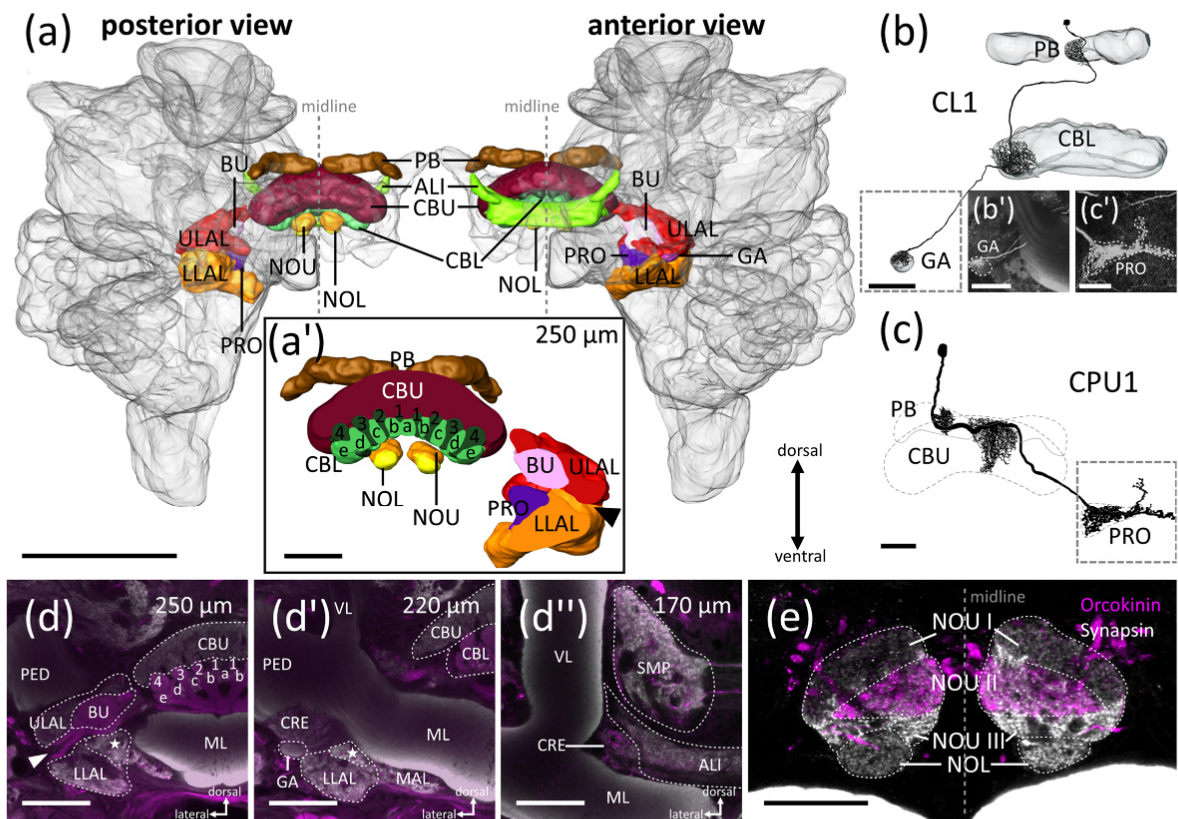 (a)
posterior view
anterior view
midline
midline
PB
ALI
CBU
BU
ULAL
LLAL
NOU
NOL
PRO
CBL
BU
ULAL
PRO
LLAL
GA
NOL
(a')
250 µm
PB
CBU
4 3 2 1 1 2 3 4
e d c b a b c d e
CBL
NOL
NOU
BU
ULAL
PRO
LLAL
dorsal
ventral
(b)
PB
CL1
CBL
GA
(b')
GA
(c')
PRO
(c)
CPU1
PB
CBU
PRO
(d)
250 µm
CBU
PED
4 3 2 1 1
e d c b a b
ULAL
BU
ML
LLAL
dorsal
lateral
(d')
VL
220 µm
CBU
CBL
PED
CRE
ML
GA
LLAL
MAL
dorsal
lateral
(d'')
170 µm
VL
SMP
CRE
ALI
ML
dorsal
lateral
(e)
midline
Orcokinin
Synapsin
NOU I
NOU II
NOU III
NOL